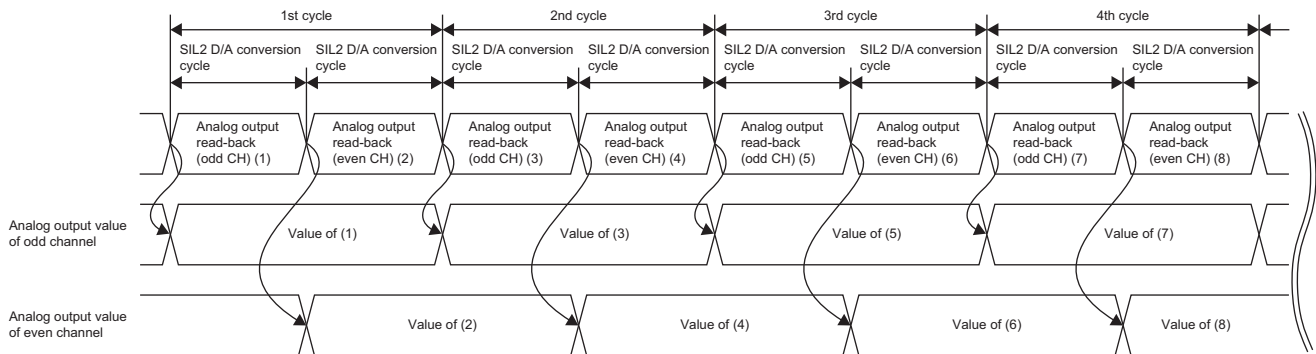 1st cycle
2nd cycle
3rd cycle
4th cycle
SIL2 D/A conversion
cycle
SIL2 D/A conversion
cycle
SIL2 D/A conversion
cycle
SIL2 D/A conversion
cycle
SIL2 D/A conversion
cycle
SIL2 D/A conversion
cycle
SIL2 D/A conversion
cycle
SIL2 D/A conversion
cycle
Analog output
read-back
(odd CH) (1)
Analog output
read-back
(even CH) (2)
Analog output
read-back
(odd CH) (3)
Analog output
read-back
(even CH) (4)
Analog output
read-back
(odd CH) (5)
Analog output
read-back
(even CH) (6)
Analog output
read-back
(odd CH) (7)
Analog output
read-back
(even CH) (8)
Analog output value
of odd channel
Value of (1)
Value of (3)
Value of (5)
Value of (7)
Analog output value
of even channel
Value of (2)
Value of (4)
Value of (6)
Value of (8)